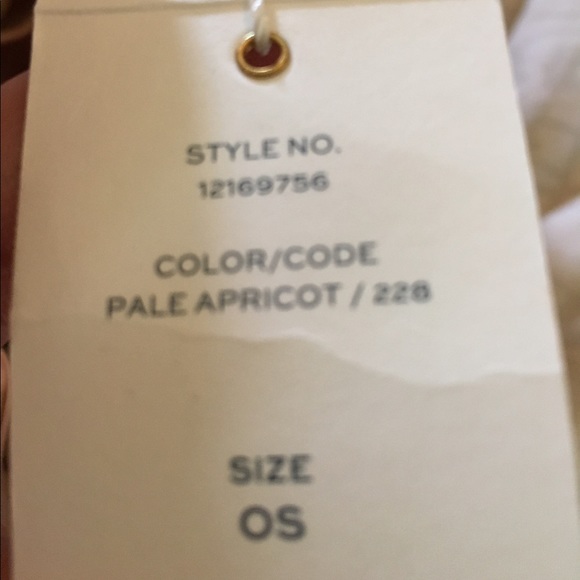 STYLE NO.
12169756
COLOR/CODE
PALE APRICOT / 228
SIZE
OS